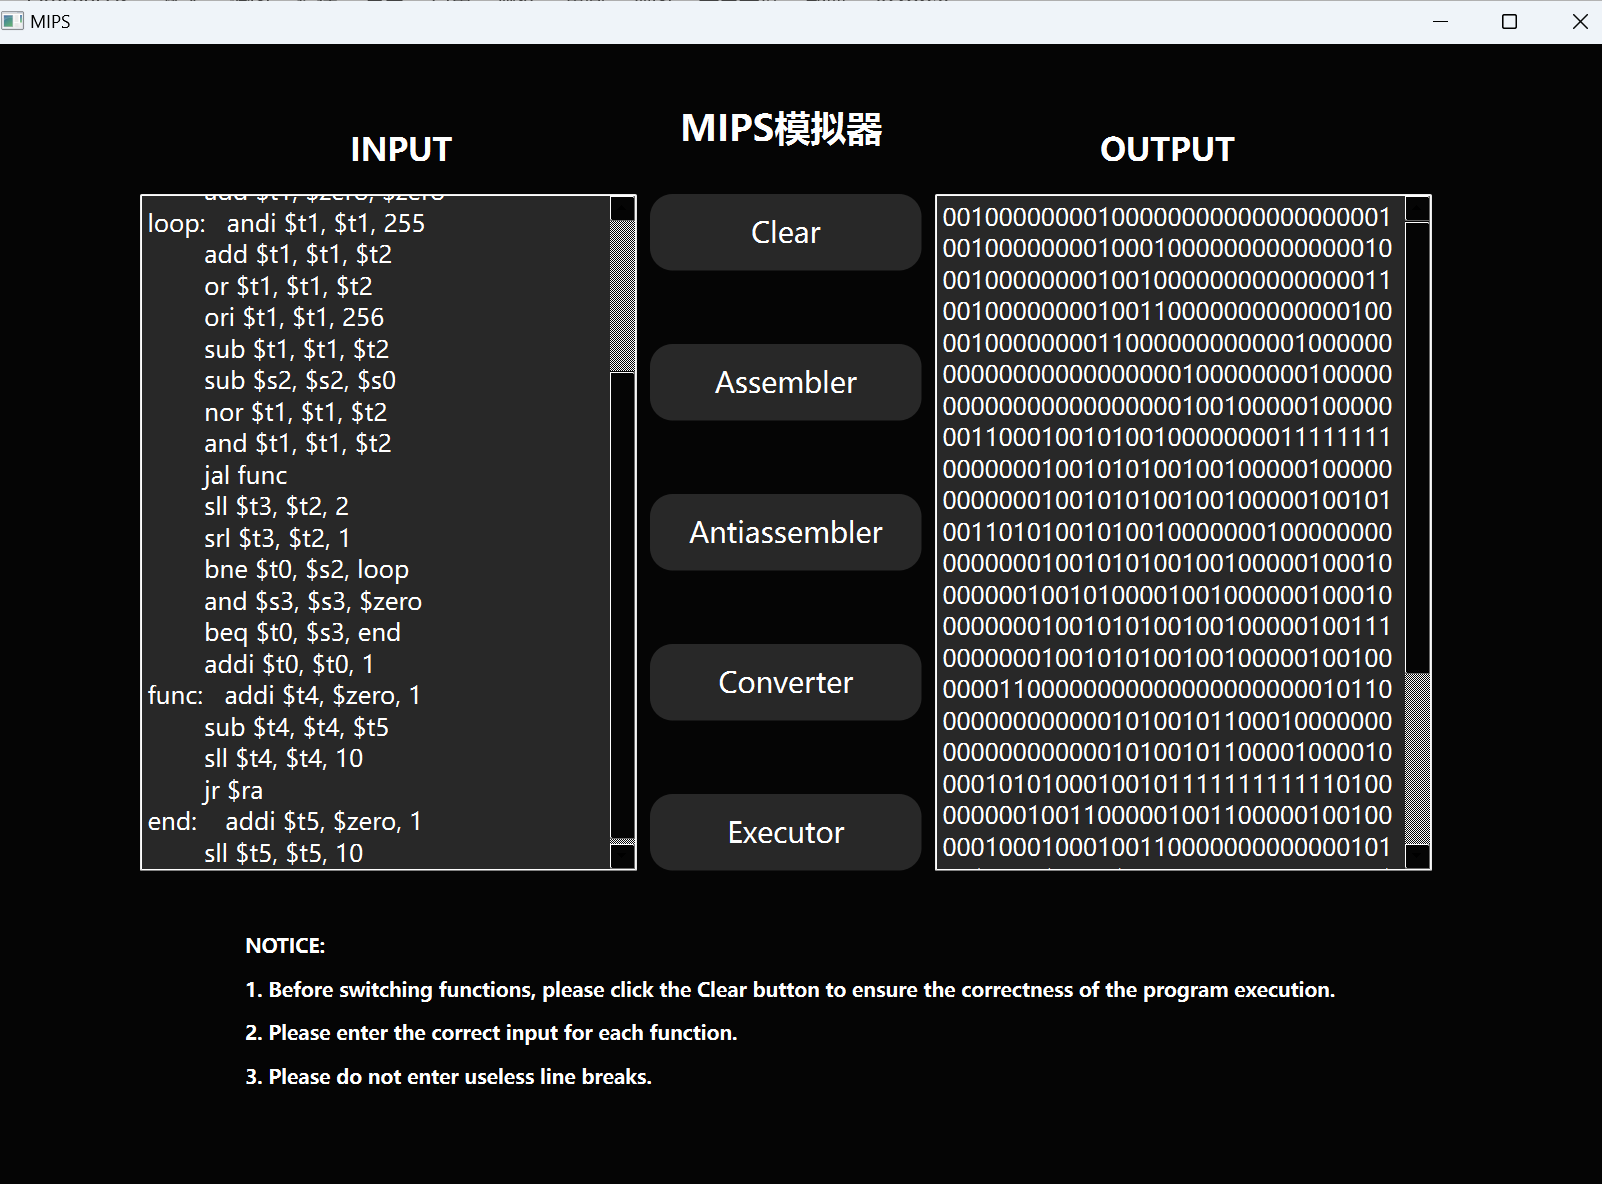 MIPS
MIPS模拟器
INPUT
OUTPUT
add $t1, $zero, $zero
loop: andi $t1, $t1, 255
add $t1, $t1, $t2
or $t1, $t1, $t2
ori $t1, $t1, 256
sub $t1, $t1, $t2
sub $s2, $s2, $s0
nor $t1, $t1, $t2
and $t1, $t1, $t2
jal func
sll $t3, $t2, 2
srl $t3, $t2, 1
bne $t0, $s2, loop
and $s3, $s3, $zero
beq $t0, $s3, end
addi $t0, $t0, 1
func: addi $t4, $zero, 1
sub $t4, $t4, $t5
sll $t4, $t4, 10
jr $ra
end: addi $t5, $zero, 1
sll $t5, $t5, 10
Clear
Assembler
Antiassembler
Converter
Executor
00100000000100000000000000000001
00100000000100010000000000000010
00100000000100100000000000000011
00100000000100110000000000000100
00100000000011000000000001000000
00000000000000000100000000100000
00000000000000000100100000100000
00110001001010010000000011111111
00000001001010100100100000100000
00000001001010100100100000100101
00110101001010010000000100000000
00000001001010100100100000100010
00000010010100001001000000100010
00000001001010100100100000100111
00000001001010100100100000100100
00001100000000000000000000010110
00000000000010100101100010000000
00000000000010100101100001000010
00010101000100101111111111110100
00000010011000001001100000100100
00010001000100110000000000000101
NOTICE:
1. Before switching functions, please click the Clear button to ensure the correctness of the program execution.
2. Please enter the correct input for each function.
3. Please do not enter useless line breaks.